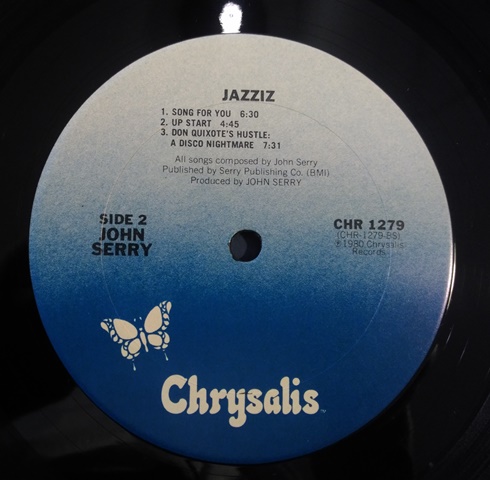 JAZZIZ
1. SONG FOR YOU 6:30
2. UP START 4:45
3. DON QUIXOTE'S HUSTLE:
A DISCO NIGHTMARE 7:31
All songs composed by John Serry
Published by Serry Publishing Co. (BMI)
Produced by JOHN SERRY
SIDE 2
JOHN
SERRY
CHR 1279
(CHR-1279-BS)
℗1980 Chrysalis
Records
Chrysalis™